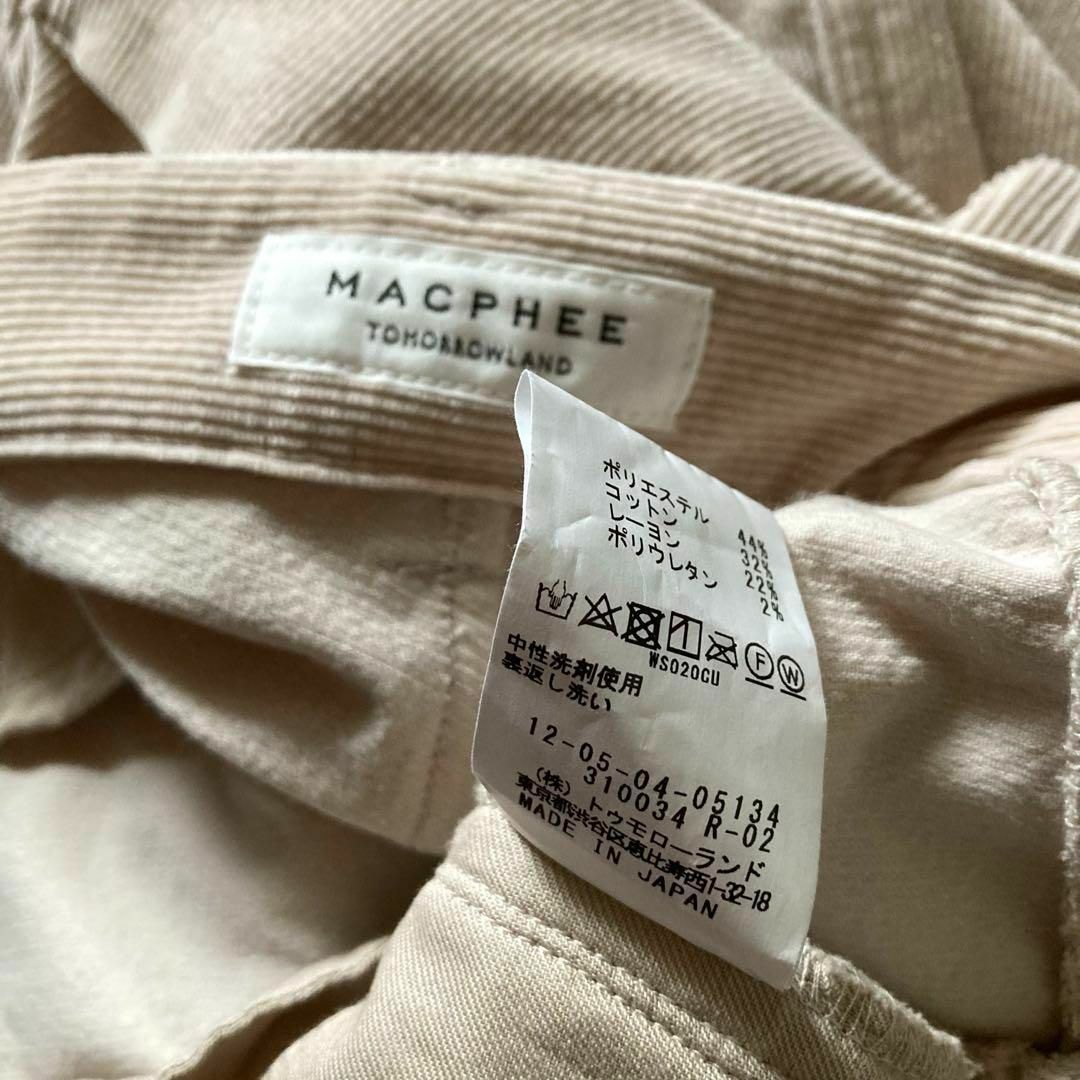 MACPHEE
TOMORROWLAND
ポリエステル 44%
コットン 32%
レーヨン 22%
ポリウレタン 2%
F W
WS020CU
中性洗剤使用
裏返し洗い
12-05-04-05134
310034 R-02
(株) トゥモローランド
東京都渋谷区恵比寿西1-32-18
MADE IN JAPAN